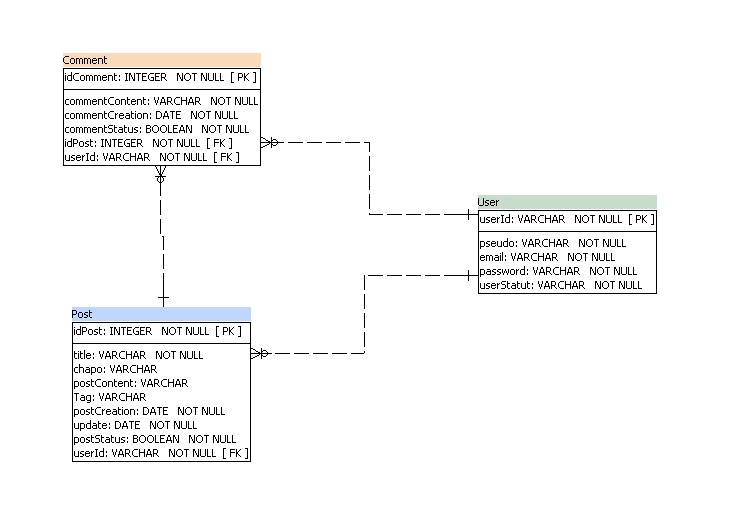 Comment
idComment: INTEGER NOT NULL [ PK ]
commentContent: VARCHAR NOT NULL
commentCreation: DATE NOT NULL
commentStatus: BOOLEAN NOT NULL
idPost: INTEGER NOT NULL [ FK ]
userId: VARCHAR NOT NULL [ FK ]
User
userId: VARCHAR NOT NULL [ PK ]
pseudo: VARCHAR NOT NULL
email: VARCHAR NOT NULL
password: VARCHAR NOT NULL
userStatut: VARCHAR NOT NULL
Post
idPost: INTEGER NOT NULL [ PK ]
title: VARCHAR NOT NULL
chapo: VARCHAR
postContent: VARCHAR
Tag: VARCHAR
postCreation: DATE NOT NULL
update: DATE NOT NULL
postStatus: BOOLEAN NOT NULL
userId: VARCHAR NOT NULL [ FK ]